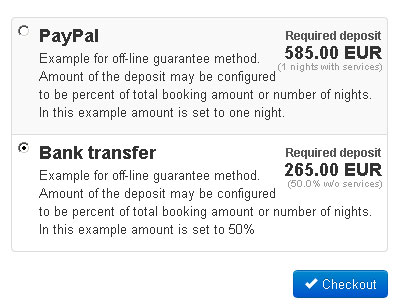 PayPal
Required deposit
585.00 EUR
(1 nights with services)
Example for off-line guarantee method.
Amount of the deposit may be configured
to be percent of total booking amount or number of nights.
In this example amount is set to one night.
Bank transfer
Required deposit
265.00 EUR
(50.0% w/o services)
Example for off-line guarantee method.
Amount of the deposit may be configured
to be percent of total booking amount or number of nights.
In this example amount is set to 50%
Checkout